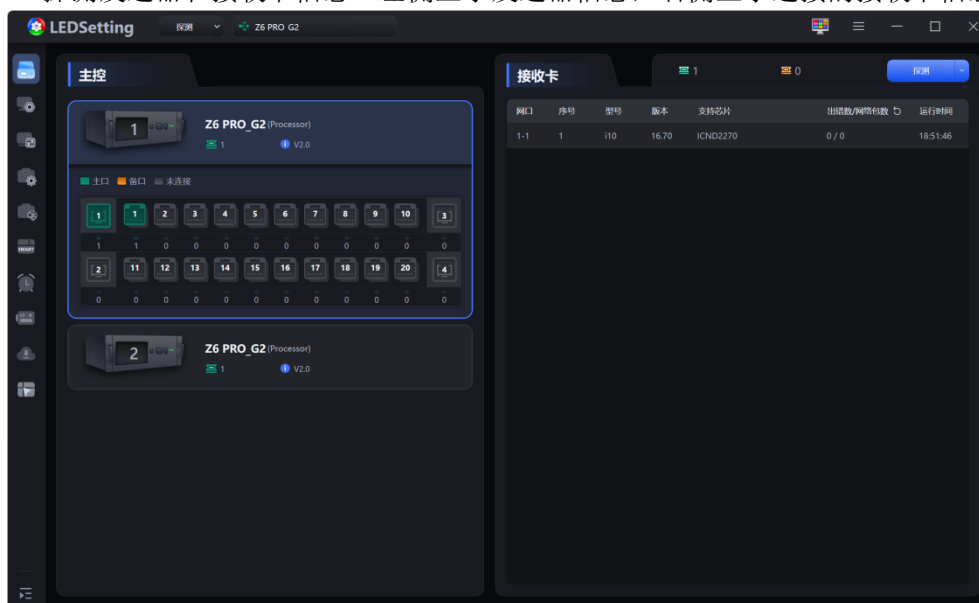 LEDSetting 探测 Z6 PRO G2
主控
1
Z6 PRO_G2 (Processor)
1 V2.0
主口 备口 未连接
1 1 2 3 4 5 6 7 8 9 10 3
1 1 0 0 0 0 0 0 0 0 0 0
2 11 12 13 14 15 16 17 18 19 20 4
0 0 0 0 0 0 0 0 0 0 0 0
2
Z6 PRO_G2 (Processor)
1 V2.0
接收卡 1 0 探测
网口 序号 型号 版本 支持芯片 出错数/网络包数 运行时间
1-1 1 i10 16.70 ICND2270 0 / 0 18:51:46
SMART